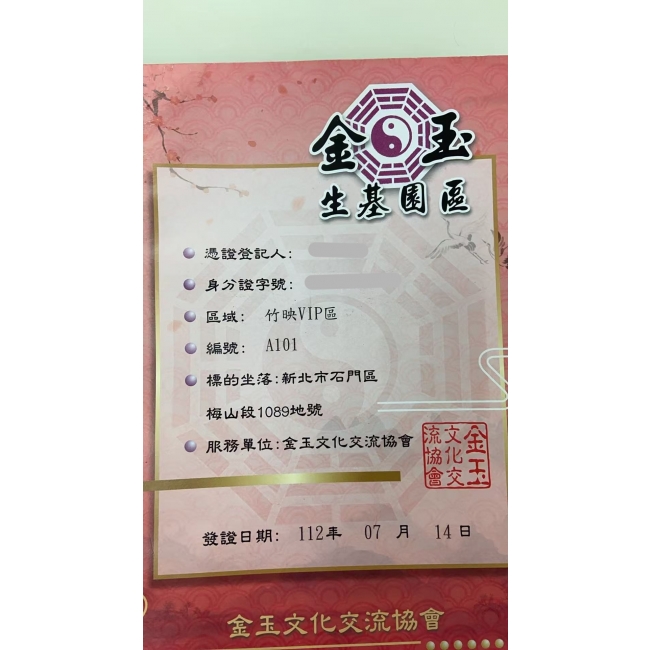 金玉
生基園區
憑證登記人:
身分證字號:
區域: 竹映VIP區
編號: A101
標的坐落:新北市石門區
梅山段1089地號
服務單位:金玉文化交流協會
金玉
文化交
流協會
發證日期: 112年 07 月 14日
金玉文化交流協會